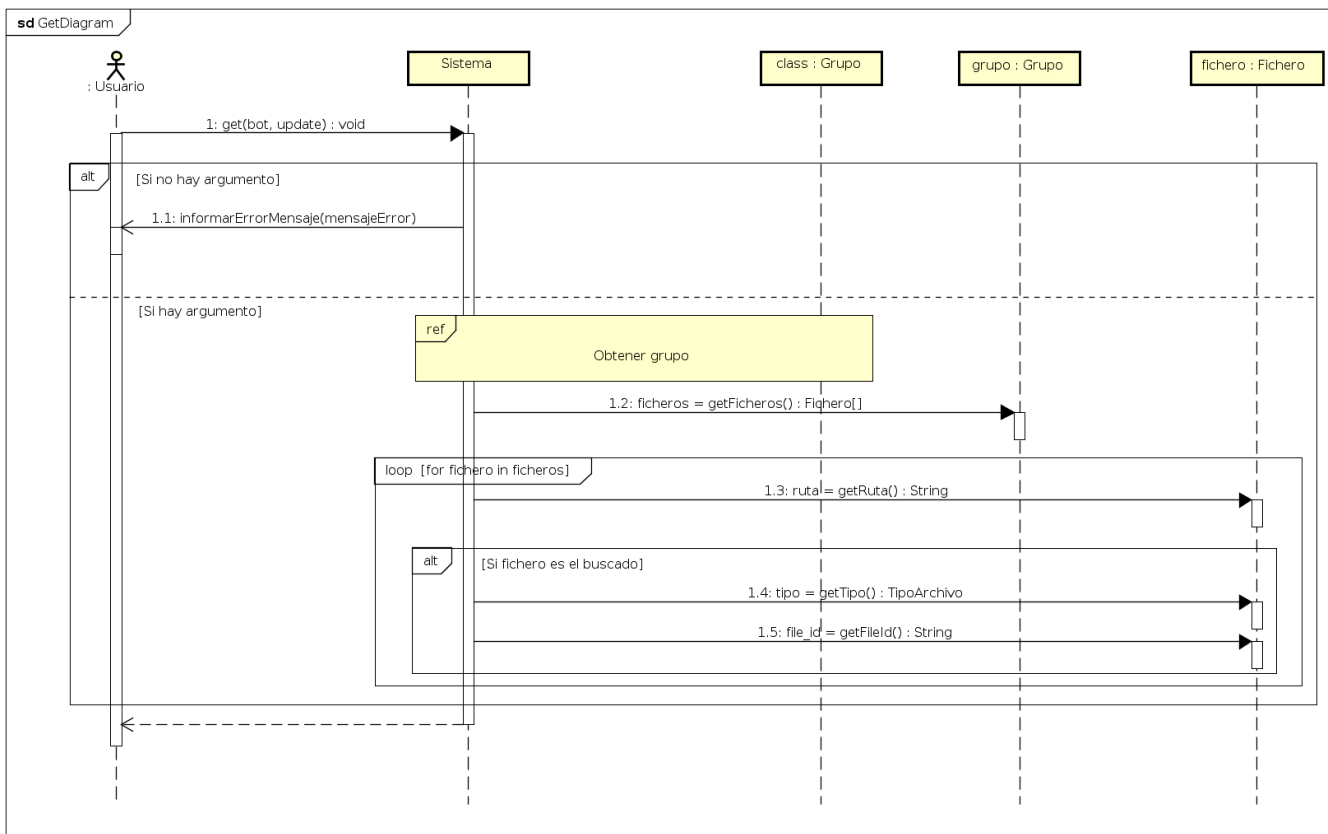 sd GetDiagram
: Usuario
Sistema
class : Grupo
grupo : Grupo
fichero : Fichero
1: get(bot, update) : void
alt
[Si no hay argumento]
1.1: informarErrorMensaje(mensajeError)
[Si hay argumento]
ref
Obtener grupo
1.2: ficheros = getFicheros() : Fichero[]
loop [for fichero in ficheros]
1.3: ruta = getRuta() : String
alt
[Si fichero es el buscado]
1.4: tipo = getTipo() : TipoArchivo
1.5: file_id = getFileId() : String